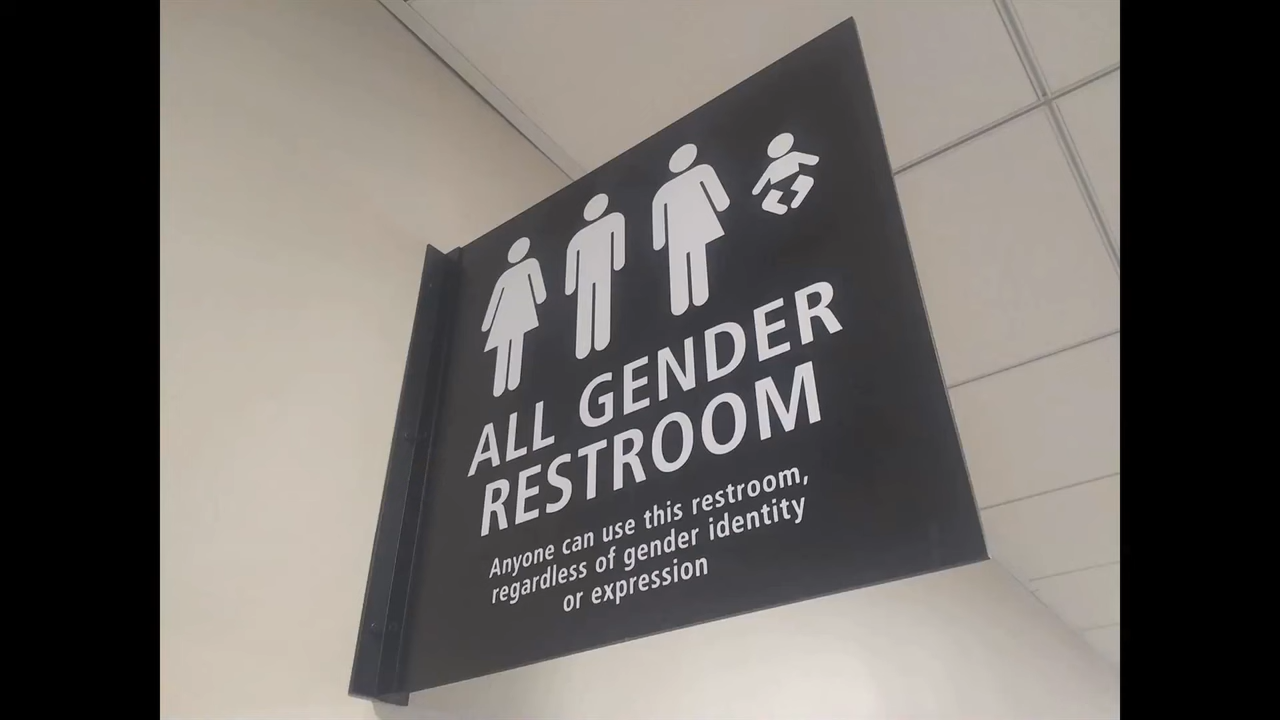 ALL GENDER
RESTROOM
Anyone can use this restroom,
regardless of gender identity
or expression